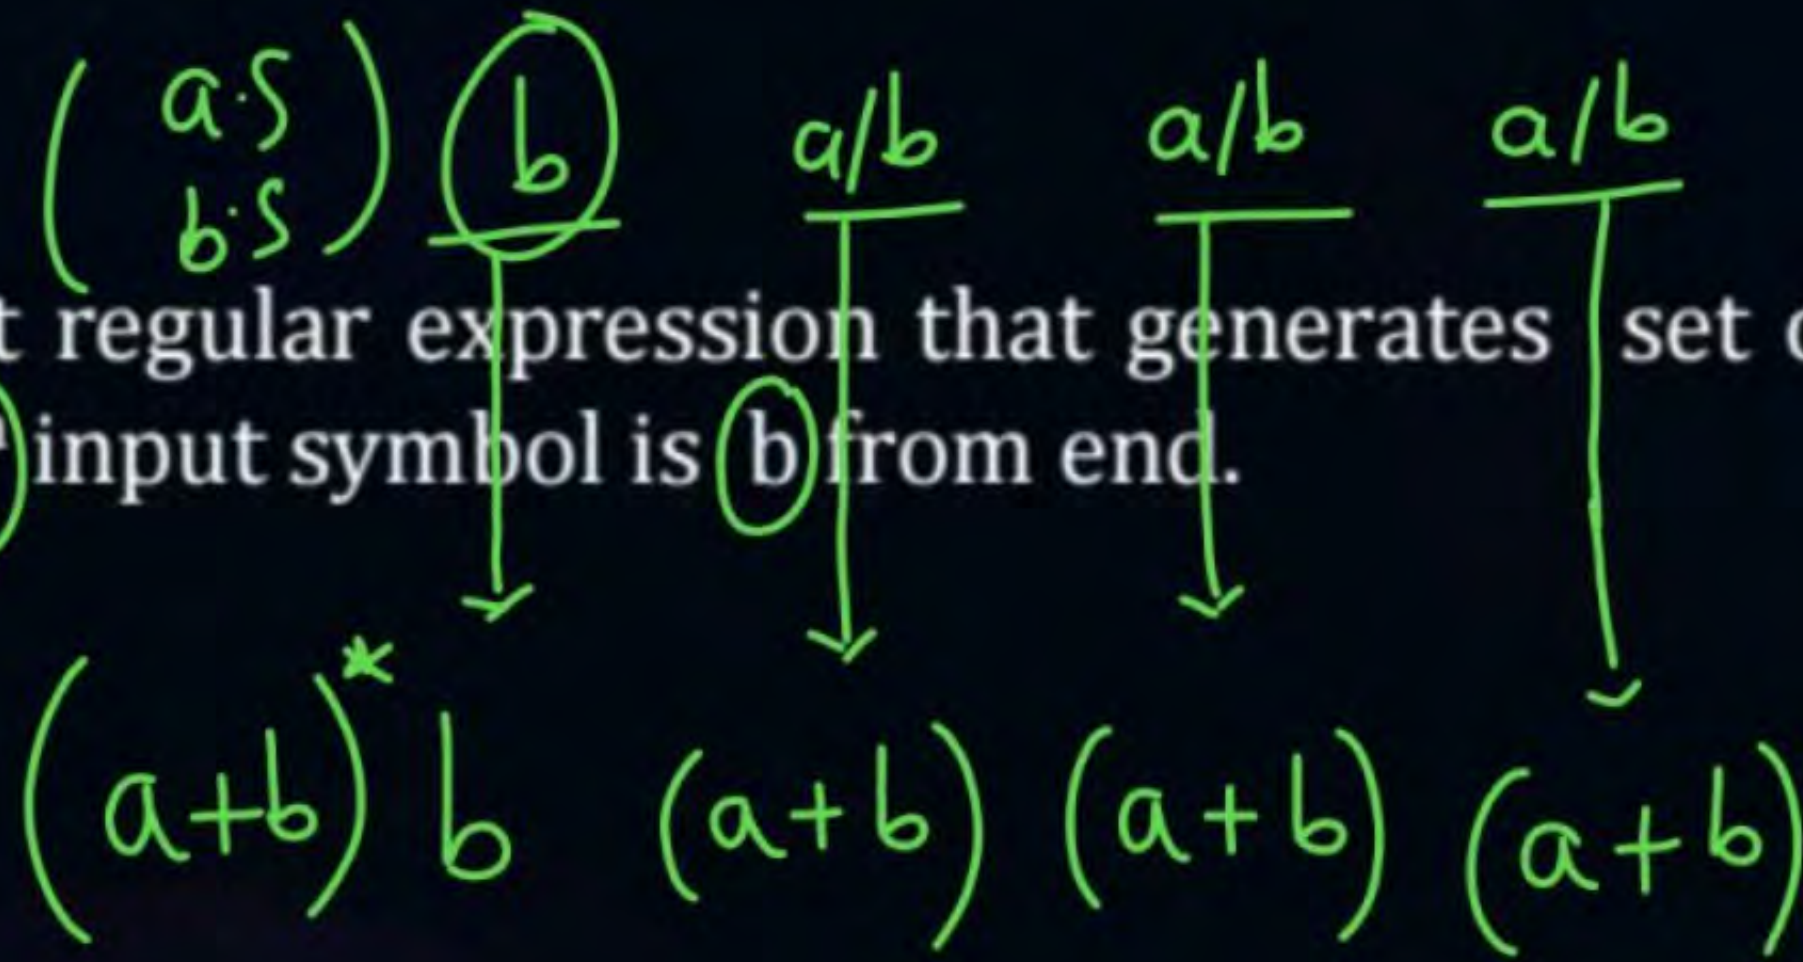 ( a.s b.s ) b a/b a/b a/b
regular expression that generates set
input symbol is b from end.
(a+b)* b (a+b) (a+b) (a+b)